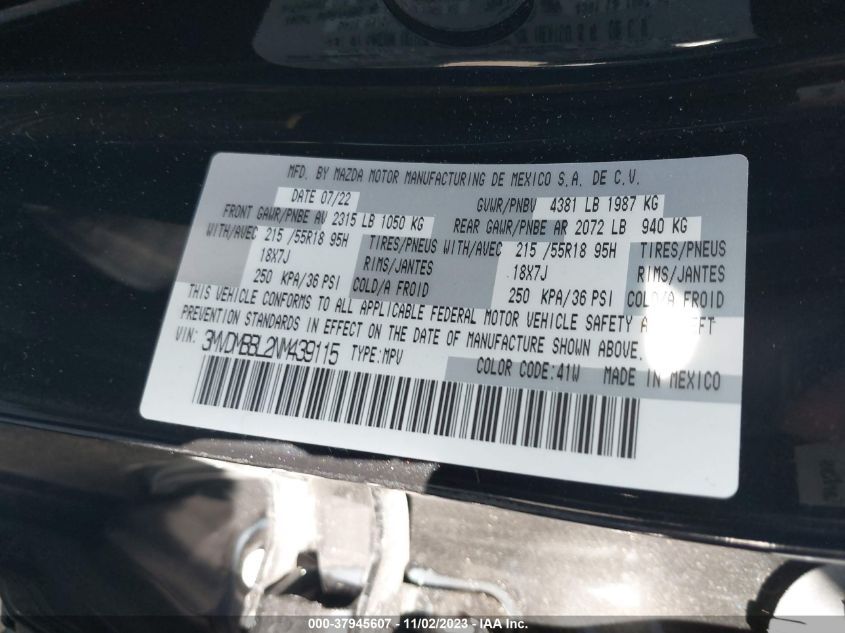 MFD. BY MAZDA MOTOR MANUFACTURING DE MEXICO S.A. DE C.V.
DATE 07/22 GVWR/PNBV 4381 LB 1987 KG
FRONT GAWR/PNBE AV 2315 LB 1050 KG REAR GAWR/PNBE AR 2072 LB 940 KG
WITH/AVEC 215 /55R18 95H TIRES/PNEUS WITH/AVEC 215 /55R18 95H TIRES/PNEUS
18X7J RIMS/JANTES 18X7J RIMS/JANTES
250 KPA/36 PSI COLD/A FROID 250 KPA/36 PSI COLD/A FROID
THIS VEHICLE CONFORMS TO ALL APPLICABLE FEDERAL MOTOR VEHICLE SAFETY AND THEFT
PREVENTION STANDARDS IN EFFECT ON THE DATE OF MANUFACTURE SHOWN ABOVE.
VIN: 3MVDMBBL2NM439115 TYPE:MPV
COLOR CODE:41W MADE IN MEXICO
000-37945607 - 11/02/2023 - IAA Inc.